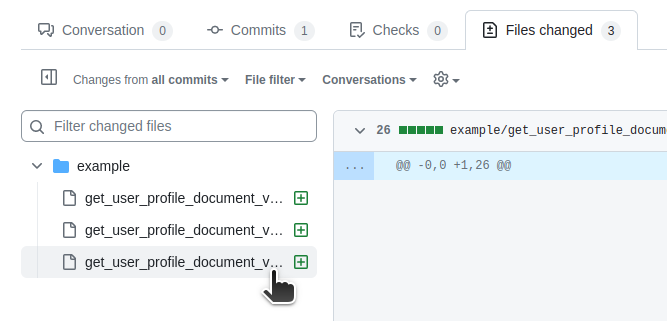 Conversation 0 Commits 1 Checks 0 Files changed 3
Changes from all commits File filter Conversations
Filter changed files
26 example/get_user_profile_docum
example
... @@ -0,0 +1,26 @@
get_user_profile_document_v...
get_user_profile_document_v...
get_user_profile_document_v...